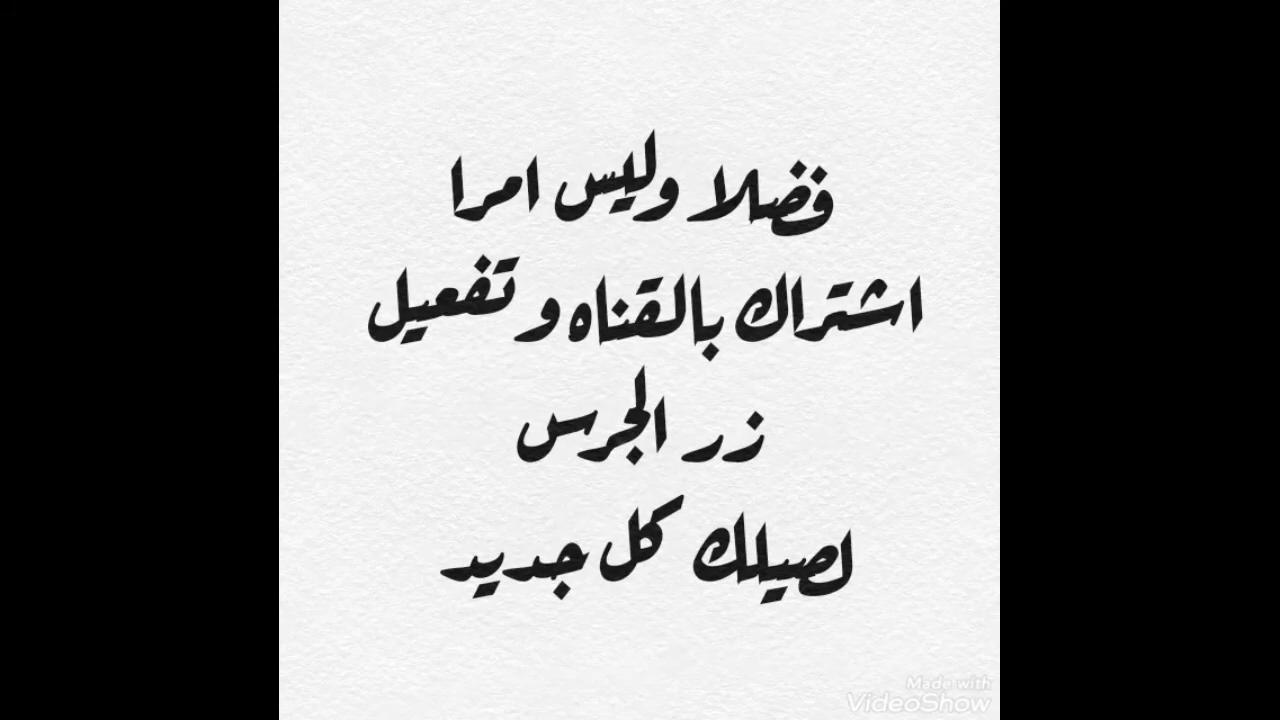 فضلا وليس امرا
اشتراك بالقناه و تفعيل
زر الجرس
لصيلك كل جديد
Made with
VideoShow